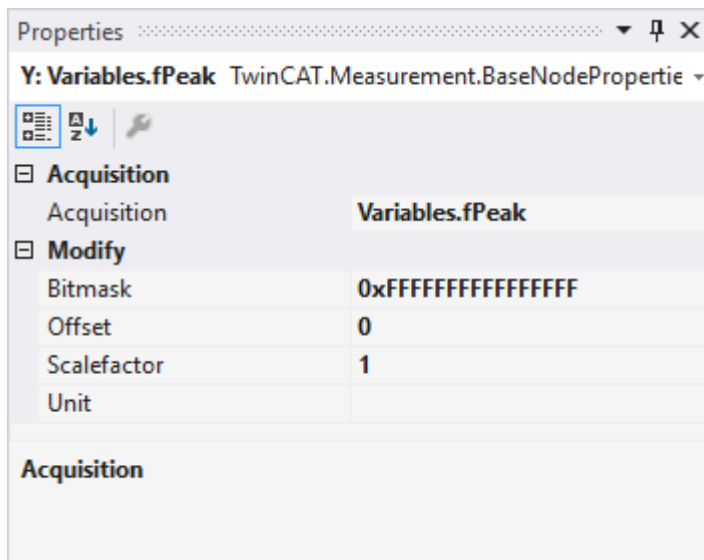 Properties
Y: Variables.fPeak TwinCAT.Measurement.BaseNodePropertie
Acquisition
Acquisition Variables.fPeak
Modify
Bitmask 0xFFFFFFFFFFFFFFFF
Offset 0
Scalefactor 1
Unit
Acquisition